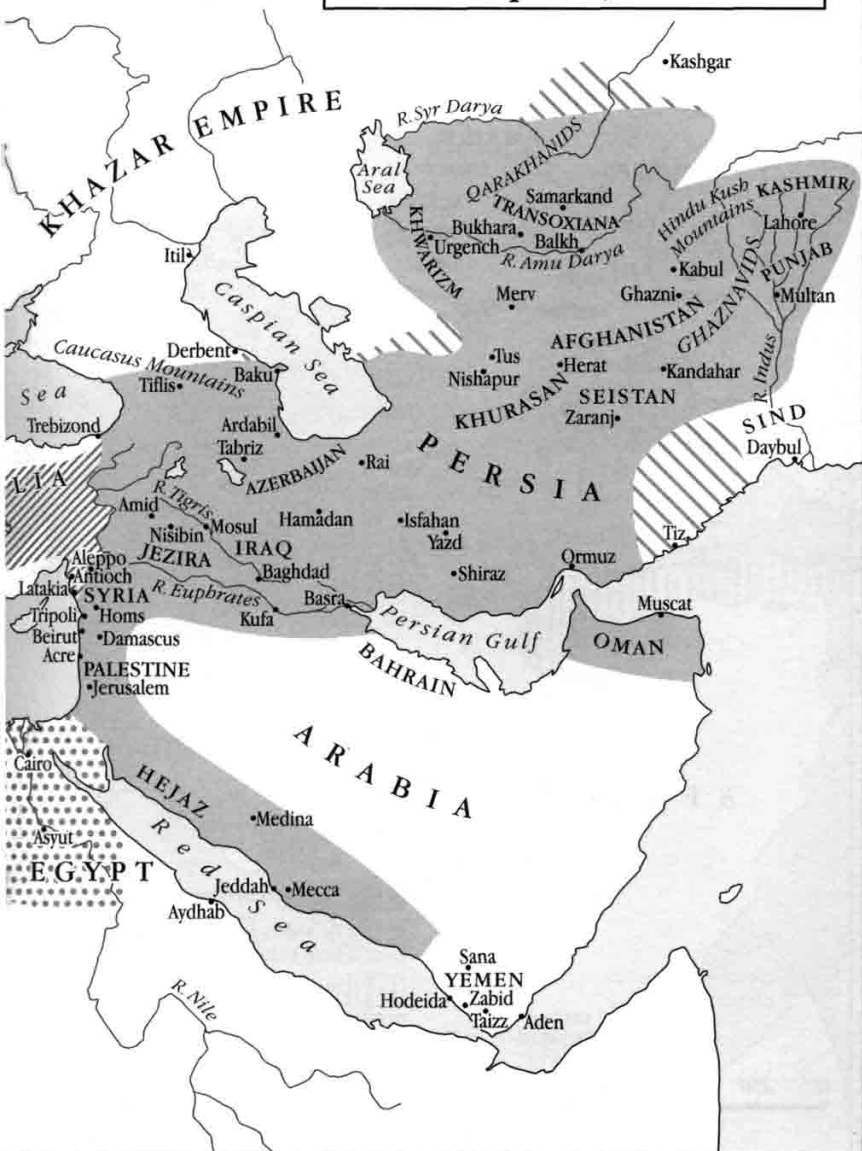 Kashgar
KHAZAR EMPIRE
R. Syr Darya
QARAKHANIDS
Aral
Sea
Samarkand
TRANSOXIANA
Hindu Kush
Mountains
KASHMIR
KHWARIZM
Bukhara
Urgench
Balkh
Lahore
R. Amu Darya
PUNJAB
Itil
Kabul
Caspian Sea
Merv
Ghazni
GHAZNAVIDS
Multan
AFGHANISTAN
Derbent
Caucasus Mountains
Tus
Herat
R. Indus
Tiflis
Baku
Nishapur
Kandahar
Sea
KHURASAN
SEISTAN
Trebizond
Ardabil
Zaranj
SIND
Tabriz
AZERBAIJAN
Rai
PERSIA
Daybul
LIA
R. Tigris
Amid
Hamadan
Isfahan
Nisibin
Mosul
Yazd
Tiz
JEZIRA
IRAQ
Aleppo
Antioch
Baghdad
Shiraz
Ormuz
Latakia
SYRIA
R. Euphrates
Basra
Muscat
Tripoli
Homs
Kufa
Persian Gulf
Beirut
Damascus
OMAN
Acre
BAHRAIN
PALESTINE
Jerusalem
ARABIA
Cairo
HEJAZ
Medina
Asyut
Red Sea
EGYPT
Jeddah
Mecca
Aydhab
Sana
YEMEN
R. Nile
Hodeida
Zabid
Taizz
Aden